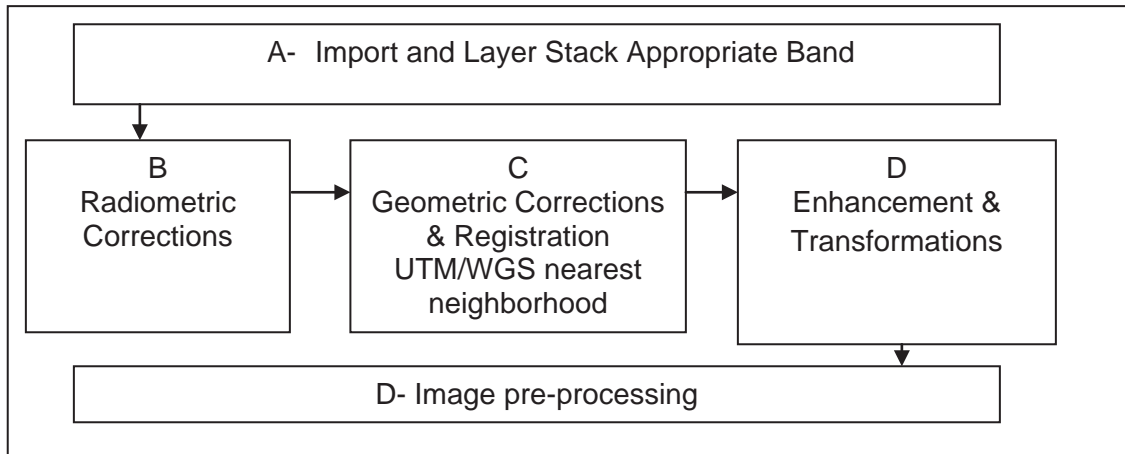 A- Import and Layer Stack Appropriate Band
B
Radiometric
Corrections
C
Geometric Corrections
& Registration
UTM/WGS nearest
neighborhood
D
Enhancement &
Transformations
D- Image pre-processing